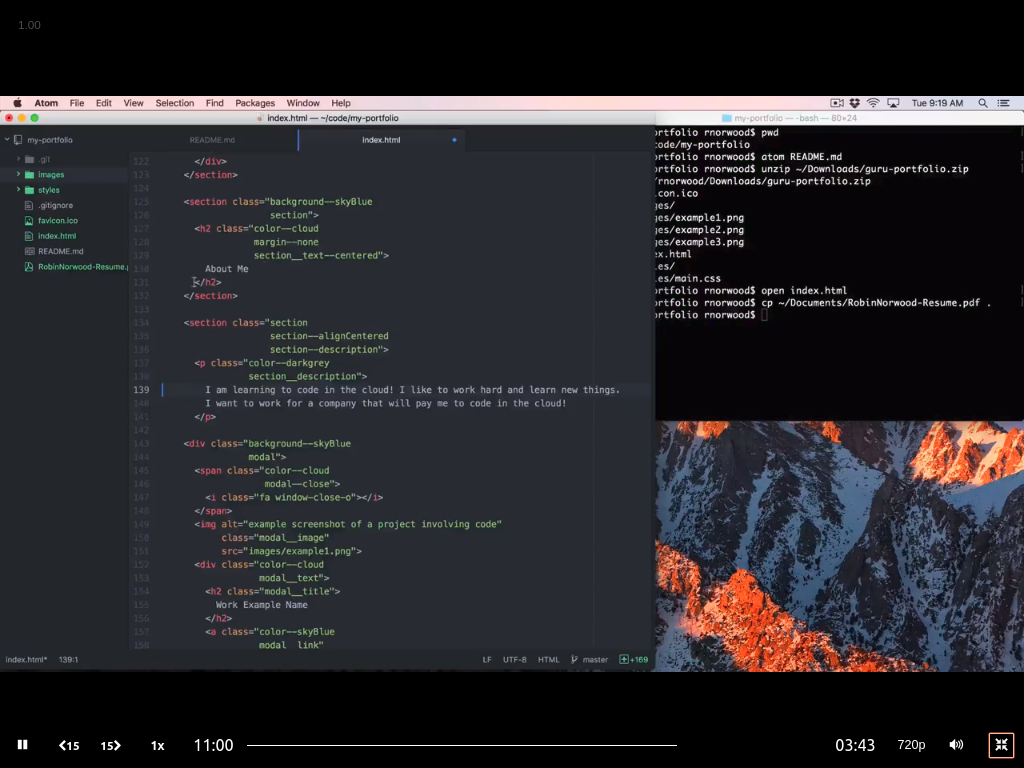 1.00
Atom File Edit View Selection Find Packages Window Help Tue 9:19 AM
index.html — ~/code/my-portfolio
my-portfolio — -bash — 80×24
my-portfolio
README.md
index.html
.git
images
styles
.gitignore
favicon.ico
index.html
README.md
RobinNorwood-Resume.p
122 </div>
123 </section>
124
125 <section class="background--skyBlue
126 section">
127 <h2 class="color--cloud
128 margin--none
129 section__text--centered">
130 About Me
131 </h2>
132 </section>
133
134 <section class="section
135 section--alignCentered
136 section--description">
137 <p class="color--darkgrey
138 section__description">
139 I am learning to code in the cloud! I like to work hard and learn new things.
140 I want to work for a company that will pay me to code in the cloud!
141 </p>
142
143 <div class="background--skyBlue
144 modal">
145 <span class="color--cloud
146 modal--close">
147 <i class="fa window-close-o"></i>
148 </span>
149 <img alt="example screenshot of a project involving code"
150 class="modal__image"
151 src="images/example1.png">
152 <div class="color--cloud
153 modal__text">
154 <h2 class="modal__title">
155 Work Example Name
156 </h2>
157 <a class="color--skyBlue
158 modal__link"
index.html* 139:1 LF UTF-8 HTML master +169
ortfolio rnorwood$ pwd
code/my-portfolio
ortfolio rnorwood$ atom README.md
ortfolio rnorwood$ unzip ~/Downloads/guru-portfolio.zip
/rnorwood/Downloads/guru-portfolio.zip
con.ico
ges/
ges/example1.png
ges/example2.png
ges/example3.png
ex.html
les/
les/main.css
ortfolio rnorwood$ open index.html
ortfolio rnorwood$ cp ~/Documents/RobinNorwood-Resume.pdf .
ortfolio rnorwood$
15 15 1x 11:00 03:43 720p